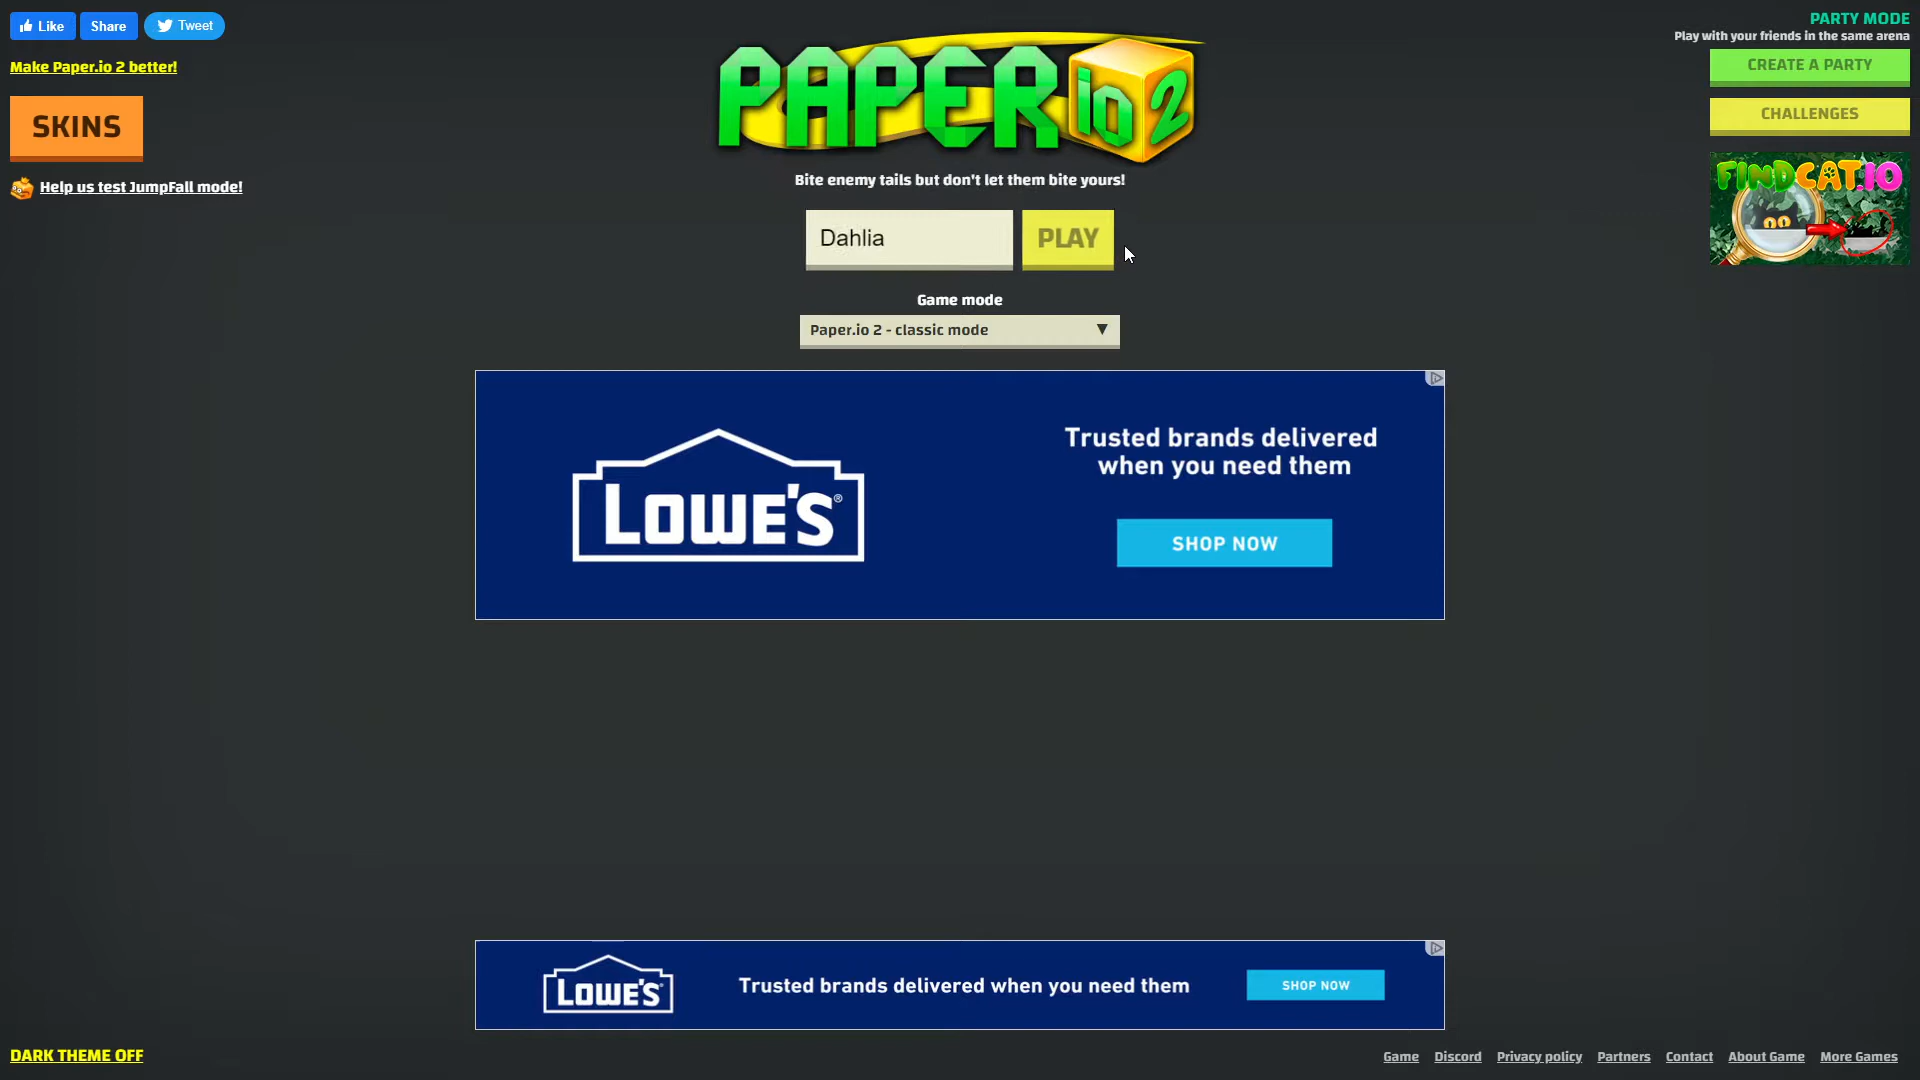 Like
Share
Tweet
Make Paper.io 2 better!
SKINS
Help us test JumpFall mode!
PAPER io 2
Bite enemy tails but don't let them bite yours!
Dahlia
PLAY
Game mode
Paper.io 2 - classic mode ▼
PARTY MODE
Play with your friends in the same arena
CREATE A PARTY
CHALLENGES
FINDCAT.IO
LOWE'S®
Trusted brands delivered
when you need them
SHOP NOW
LOWE'S
Trusted brands delivered when you need them
SHOP NOW
DARK THEME OFF
Game
Discord
Privacy policy
Partners
Contact
About Game
More Games